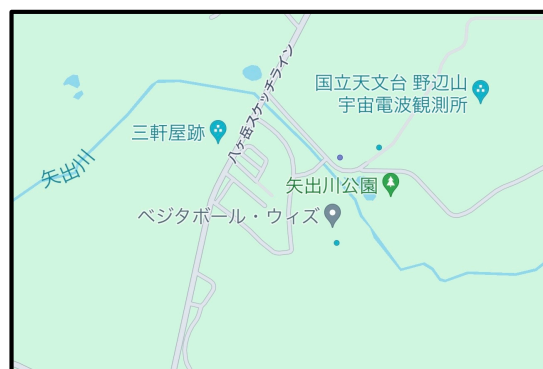 八ヶ岳スケッチライン
国立天文台 野辺山
宇宙電波観測所
三軒屋跡
矢出川
矢出川公園
ベジタボール・ウィズ